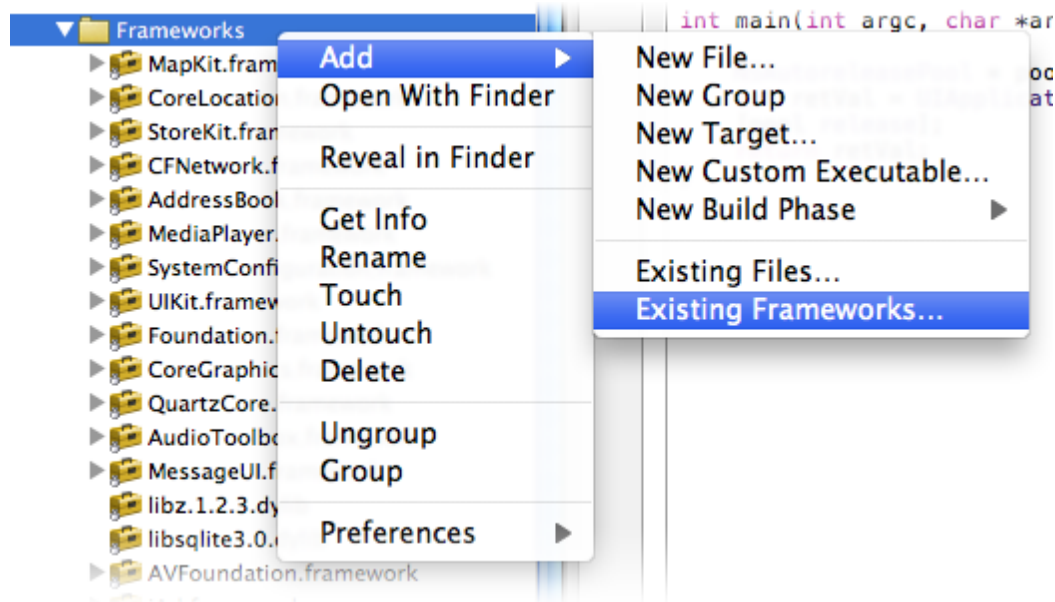 Frameworks
MapKit.fram
CoreLocation
StoreKit.fram
CFNetwork.f
AddressBook
MediaPlayer.
SystemConfi
UIKit.framew
Foundation.
CoreGraphic
QuartzCore.
AudioToolbo
MessageUI.f
libz.1.2.3.dy
libsqlite3.0.
AVFoundation.framework
Add
Open With Finder
Reveal in Finder
Get Info
Rename
Touch
Untouch
Delete
Ungroup
Group
Preferences
New File...
New Group
New Target...
New Custom Executable...
New Build Phase
Existing Files...
Existing Frameworks...
int main(int argc, char *ar